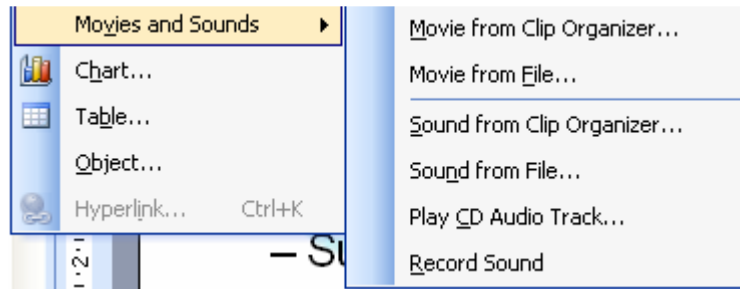 Movies and Sounds
Chart...
Table...
Object...
Hyperlink... Ctrl+K
Movie from Clip Organizer...
Movie from File...
Sound from Clip Organizer...
Sound from File...
Play CD Audio Track...
Record Sound
– Su
2